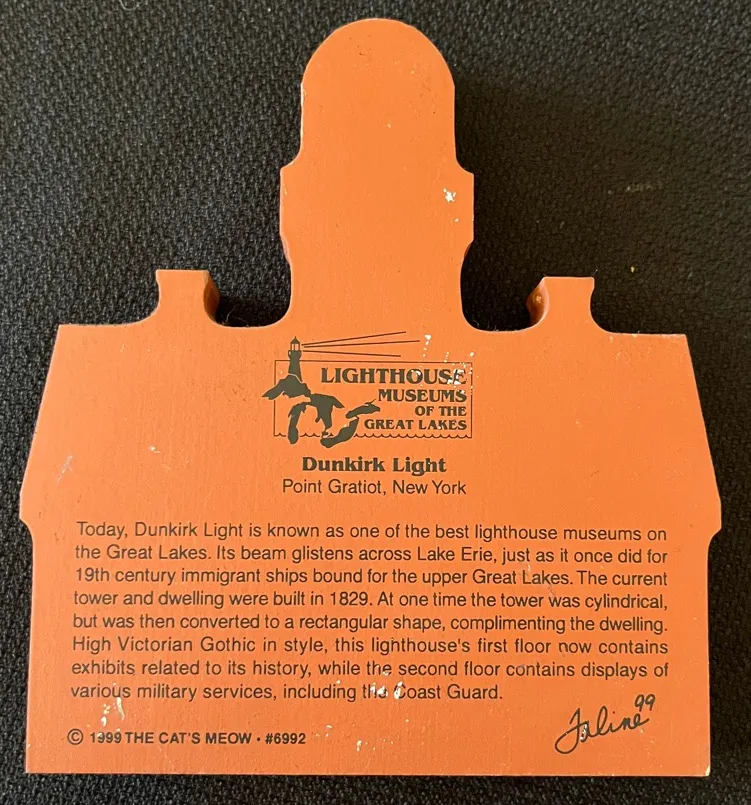 LIGHTHOUSE
MUSEUMS
OF THE
GREAT LAKES
Dunkirk Light
Point Gratiot, New York
Today, Dunkirk Light is known as one of the best lighthouse museums on
the Great Lakes. Its beam glistens across Lake Erie, just as it once did for
19th century immigrant ships bound for the upper Great Lakes. The current
tower and dwelling were built in 1829. At one time the tower was cylindrical,
but was then converted to a rectangular shape, complimenting the dwelling.
High Victorian Gothic in style, this lighthouse's first floor now contains
exhibits related to its history, while the second floor contains displays of
various military services, including the Coast Guard.
Faline 99
© 1999 THE CAT'S MEOW • #6992